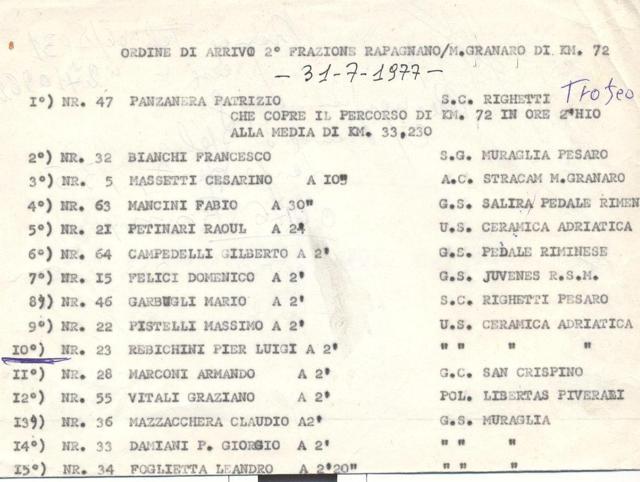 ORDINE DI ARRIVO 2° FRAZIONE RAPAGNANO/M.GRANARO DI KM. 72
- 31-7-1977 -
I°) NR. 47 PANZANERA PATRIZIO S.C. RIGHETTI Trofeo
CHE COPRE IL PERCORSO DI KM. 72 IN ORE 2'HIO
ALLA MEDIA DI KM. 33,230
2°) NR. 32 BIANCHI FRANCESCO S.G. MURAGLIA PESARO
3°) NR. 5 MASSETTI CESARINO A IO" A.C. STRACAM M.GRANARO
4°) NR. 63 MANCINI FABIO A 30" G.S. SALIRA PEDALE RIMEN
5°) NR. 2I PETINARI RAOUL A 2' U.S. CERAMICA ADRIATICA
6°) NR. 64 CAMPEDELLI GILBERTO A 2' G.S. PEDALE RIMINESE
7°) NR. I5 FELICI DOMENICO A 2' G.S. JUVENES R.S.M.
8°) NR. 46 GARBUGLI MARIO A 2' S.C. RIGHETTI PESARO
9°) NR. 22 PISTELLI MASSIMO A 2' U.S. CERAMICA ADRIATICA
IO°) NR. 23 REBICHINI PIER LUIGI A 2' " " " "
II°) NR. 28 MARCONI ARMANDO A 2' G.C. SAN CRISPINO
I2°) NR. 55 VITALI GRAZIANO A 2' POL. LIBERTAS
I3°) NR. 36 MAZZACCHERA CLAUDIO A2' G.S. MURAGLIA
I4°) NR. 33 DAMIANI P. GIORGIO A 2' " " "
I5°) NR. 34 FOGLIETTA LEANDRO A 2'20" " " "